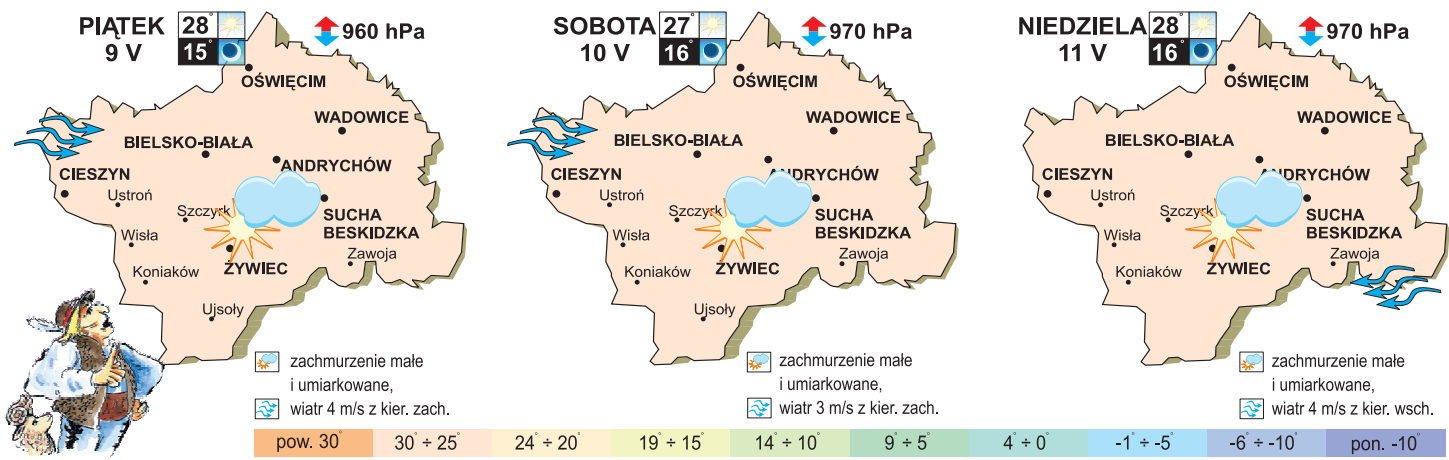 PIĄTEK
9 V
28°
15°
960 hPa
OŚWIĘCIM
WADOWICE
BIELSKO-BIAŁA
ANDRYCHÓW
CIESZYN
Ustroń
Szczyrk
SUCHA
BESKIDZKA
Wisła
Zawoja
Koniaków
ŻYWIEC
Ujsoły
zachmurzenie małe
i umiarkowane,
wiatr 4 m/s z kier. zach.
SOBOTA
10 V
27°
16°
970 hPa
OŚWIĘCIM
WADOWICE
BIELSKO-BIAŁA
ANDRYCHÓW
CIESZYN
Ustroń
Szczyrk
SUCHA
BESKIDZKA
Wisła
Zawoja
Koniaków
ŻYWIEC
Ujsoły
zachmurzenie małe
i umiarkowane,
wiatr 3 m/s z kier. zach.
NIEDZIELA
11 V
28°
16°
970 hPa
OŚWIĘCIM
WADOWICE
BIELSKO-BIAŁA
ANDRYCHÓW
CIESZYN
Ustroń
Szczyrk
SUCHA
BESKIDZKA
Wisła
Zawoja
Koniaków
ŻYWIEC
Ujsoły
zachmurzenie małe
i umiarkowane,
wiatr 4 m/s z kier. wsch.
pow. 30° 30° ÷ 25° 24° ÷ 20° 19° ÷ 15° 14° ÷ 10° 9° ÷ 5° 4° ÷ 0° -1° ÷ -5° -6° ÷ -10° pon. -10°